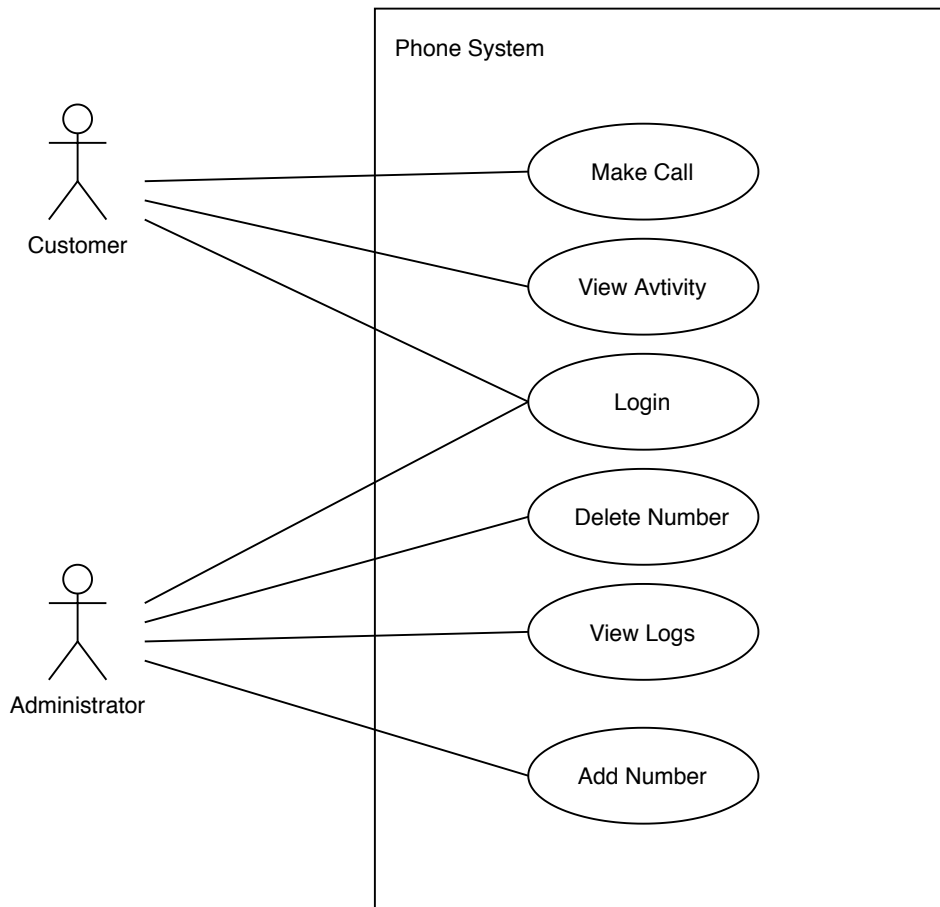 Phone System
Make Call
Customer
View Avtivity
Login
Delete Number
View Logs
Administrator
Add Number